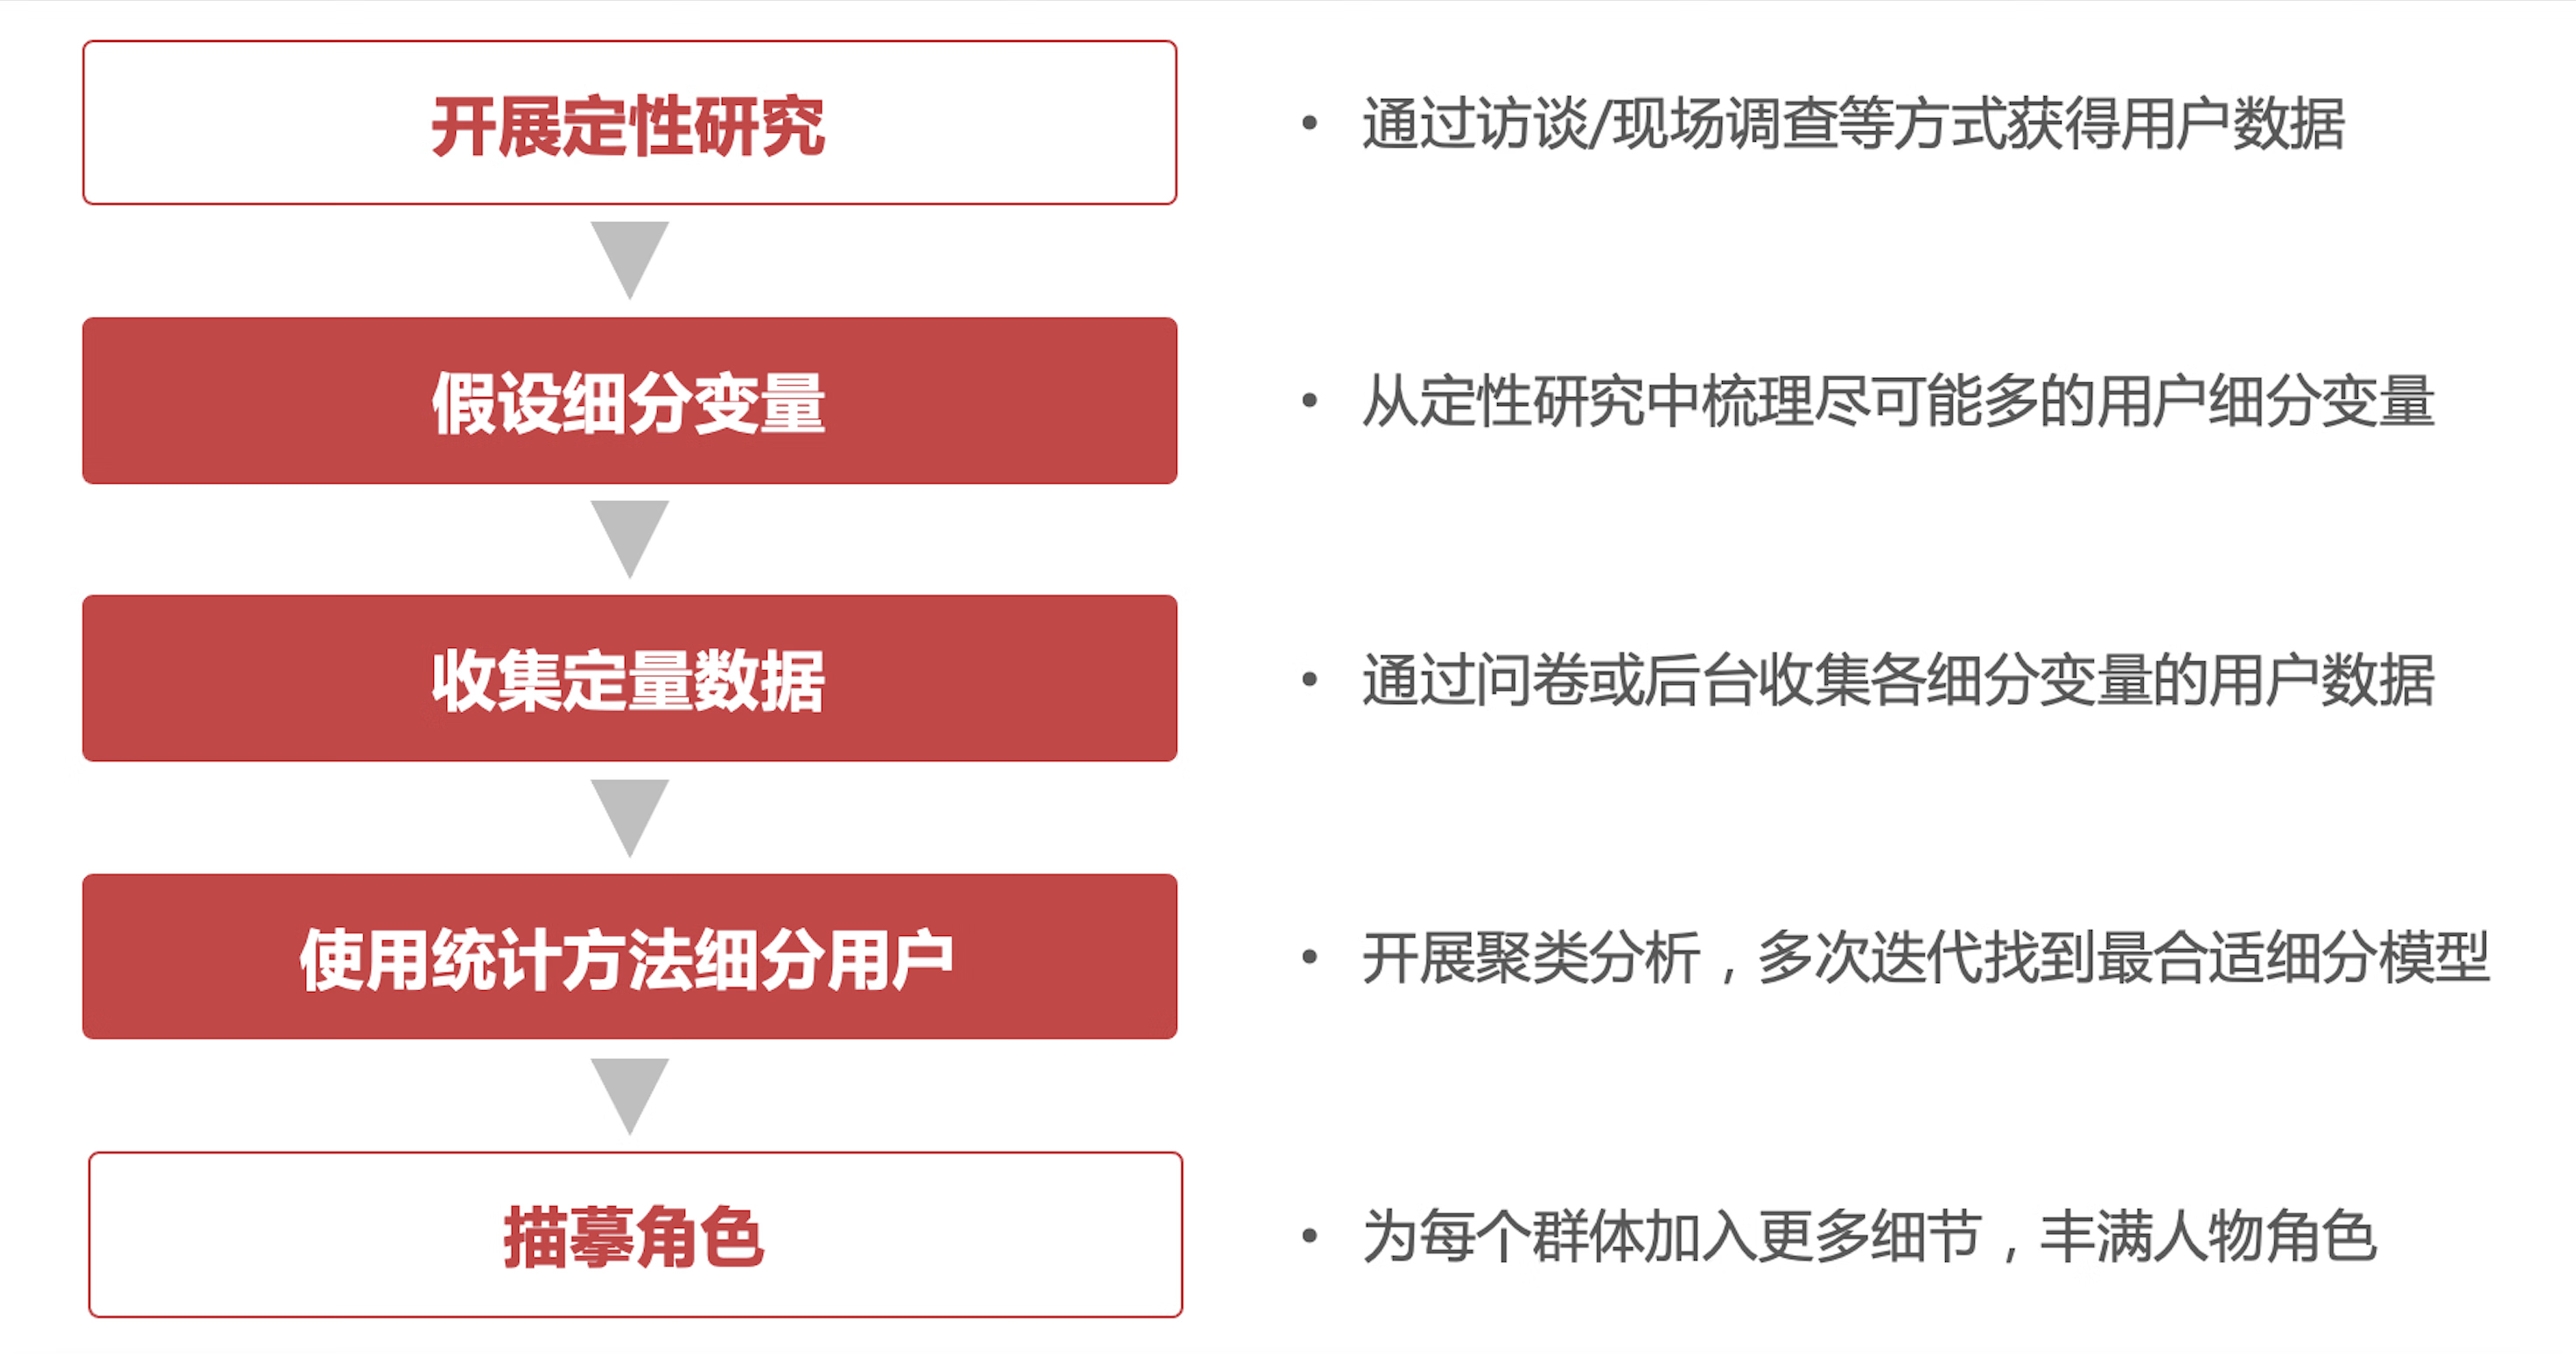 开展定性研究
• 通过访谈/现场调查等方式获得用户数据
假设细分变量
• 从定性研究中梳理尽可能多的用户细分变量
收集定量数据
• 通过问卷或后台收集各细分变量的用户数据
使用统计方法细分用户
• 开展聚类分析，多次迭代找到最合适细分模型
描摹角色
• 为每个群体加入更多细节，丰满人物角色